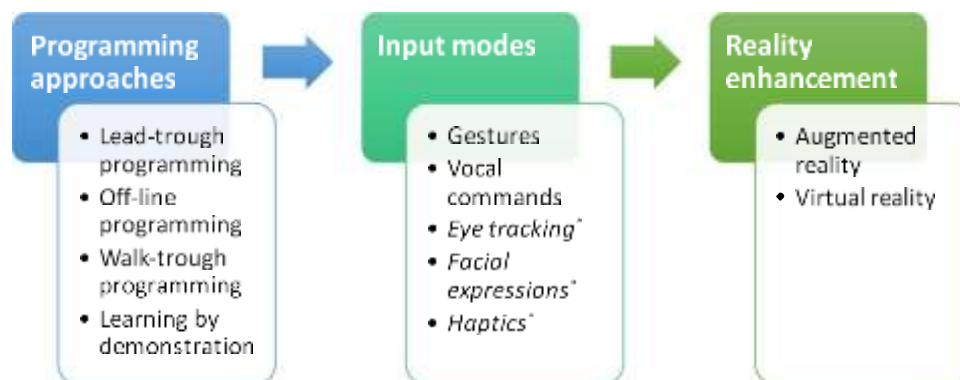 Programming
approaches
• Lead-trough
programming
• Off-line
programming
• Walk-trough
programming
• Learning by
demonstration
Input modes
• Gestures
• Vocal
commands
• Eye tracking*
• Facial
expressions*
• Haptics*
Reality
enhancement
• Augmented
reality
• Virtual reality